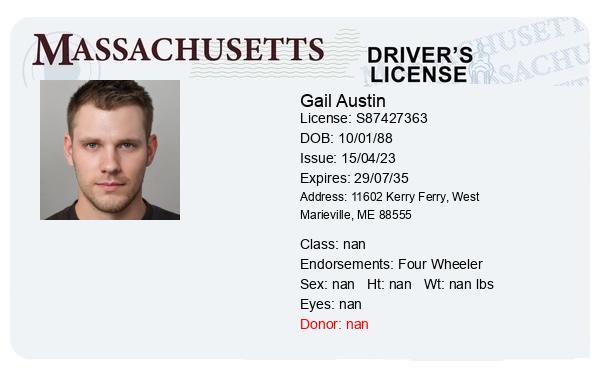 MASSACHUSETTS
DRIVER'S
LICENSE
Gail Austin
License: S87427363
DOB: 10/01/88
Issue: 15/04/23
Expires: 29/07/35
Address: 11602 Kerry Ferry, West
Marieville, ME 88555
Class: nan
Endorsements: Four Wheeler
Sex: nan Ht: nan Wt: nan lbs
Eyes: nan
Donor: nan